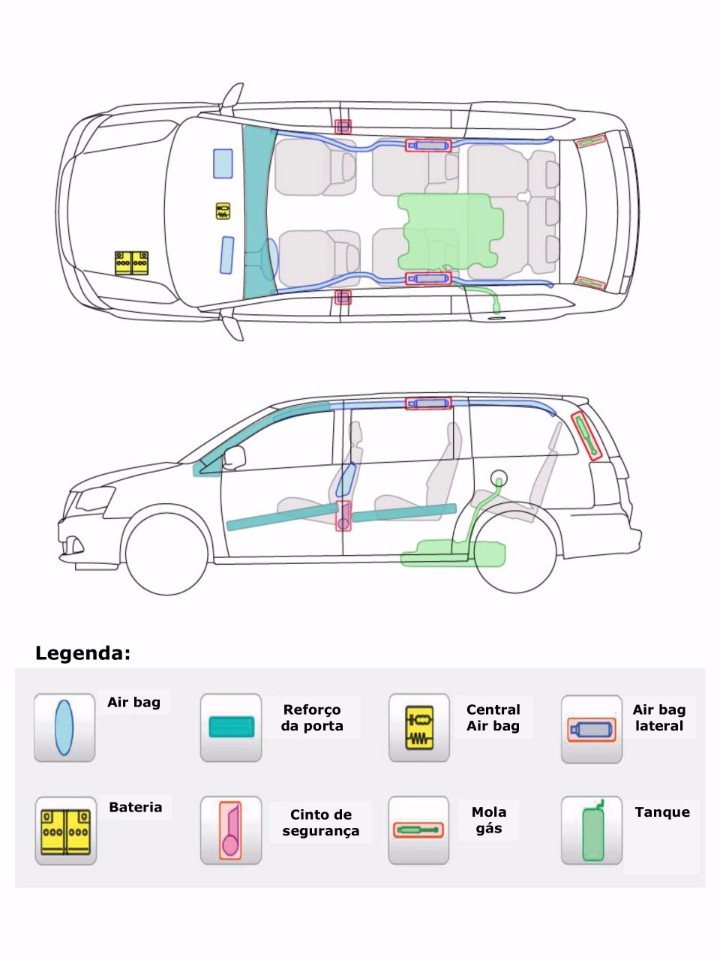 Legenda:
Air bag
Reforço
da porta
Central
Air bag
Air bag
lateral
Bateria
Cinto de
segurança
Mola
gás
Tanque